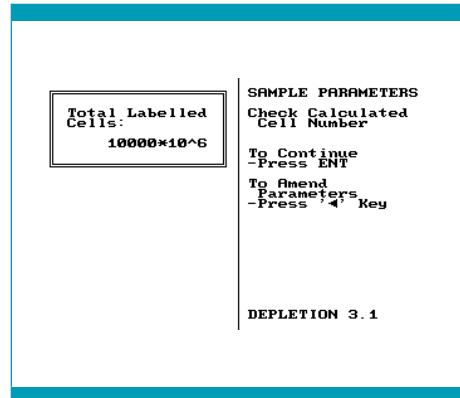 Total Labelled
Cells:
10000*10^6
SAMPLE PARAMETERS
Check Calculated
Cell Number
To Continue
-Press ENT
To Amend
Parameters
-Press '◄' Key
DEPLETION 3.1